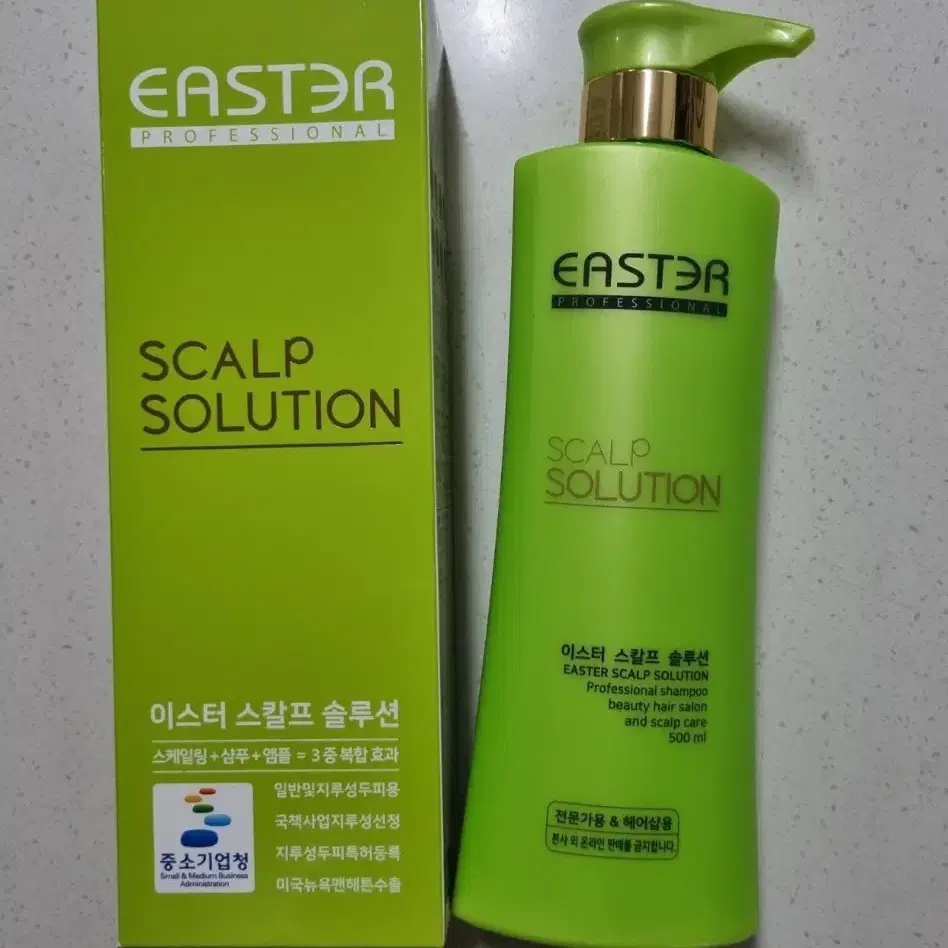 EASTER
PROFESSIONAL
SCALP
SOLUTION
이스터 스칼프 솔루션
스케일링+샴푸+앰플 = 3중 복합 효과
일반및지루성두피용
국책사업지루성선정
지루성두피특허등록
미국뉴욕맨해튼수출
중소기업청
Small & Medium Business
Administration
EASTER
PROFESSIONAL
SCALP
SOLUTION
이스터 스칼프 솔루션
EASTER SCALP SOLUTION
Professional shampoo
beauty hair salon
and scalp care
500 ml
전문가용 & 헤어샵용
본사 외 온라인 판매를 금지합니다.